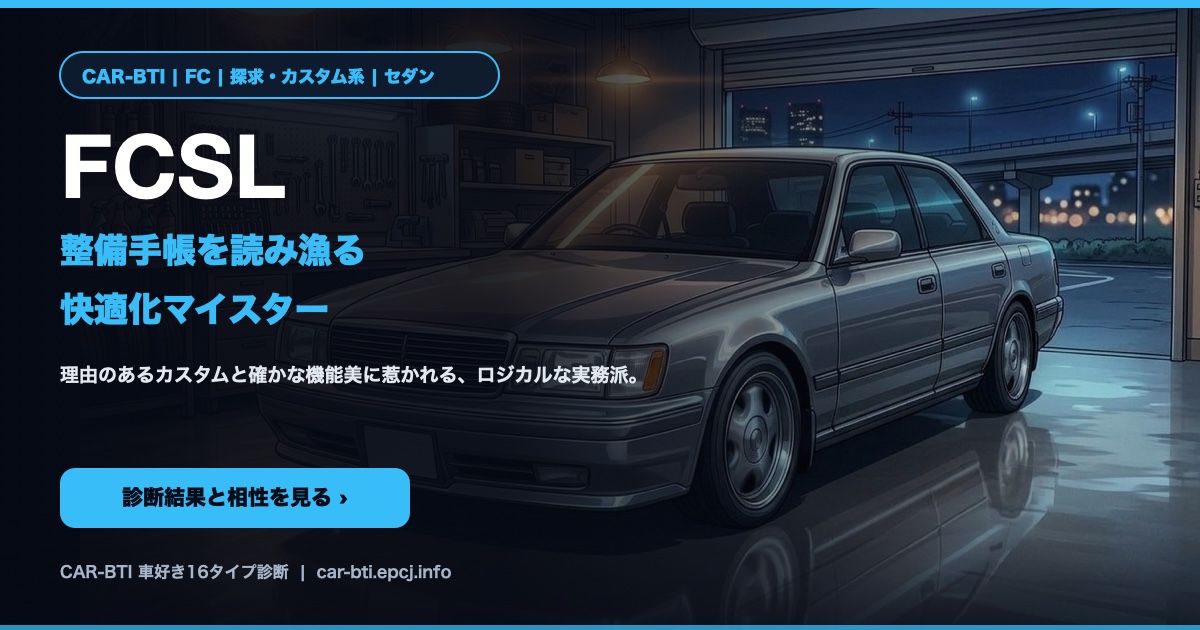 CAR-BTI | FC | 探求・カスタム系 | セダン
FCSL
整備手帳を読み漁る
快適化マイスター
理由のあるカスタムと確かな機能美に惹かれる、ロジカルな実務派。
診断結果と相性を見る ›
CAR-BTI 車好き16タイプ診断 | car-bti.epcj.info